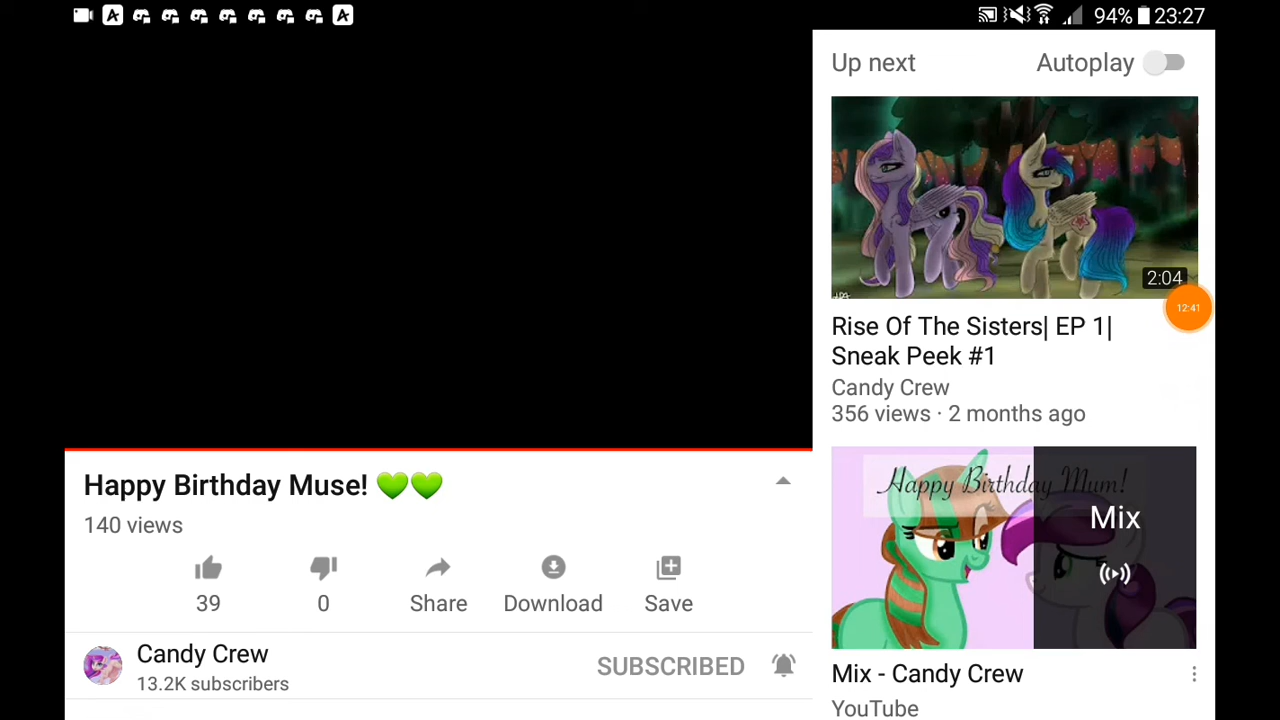 94% 23:27
Up next
Autoplay
2:04
12:41
Rise Of The Sisters| EP 1|
Sneak Peek #1
Candy Crew
356 views · 2 months ago
Happy Birthday Mum!
Mix
Mix - Candy Crew
YouTube
Happy Birthday Muse! 💚💚
140 views
39
0
Share
Download
Save
Candy Crew
13.2K subscribers
SUBSCRIBED